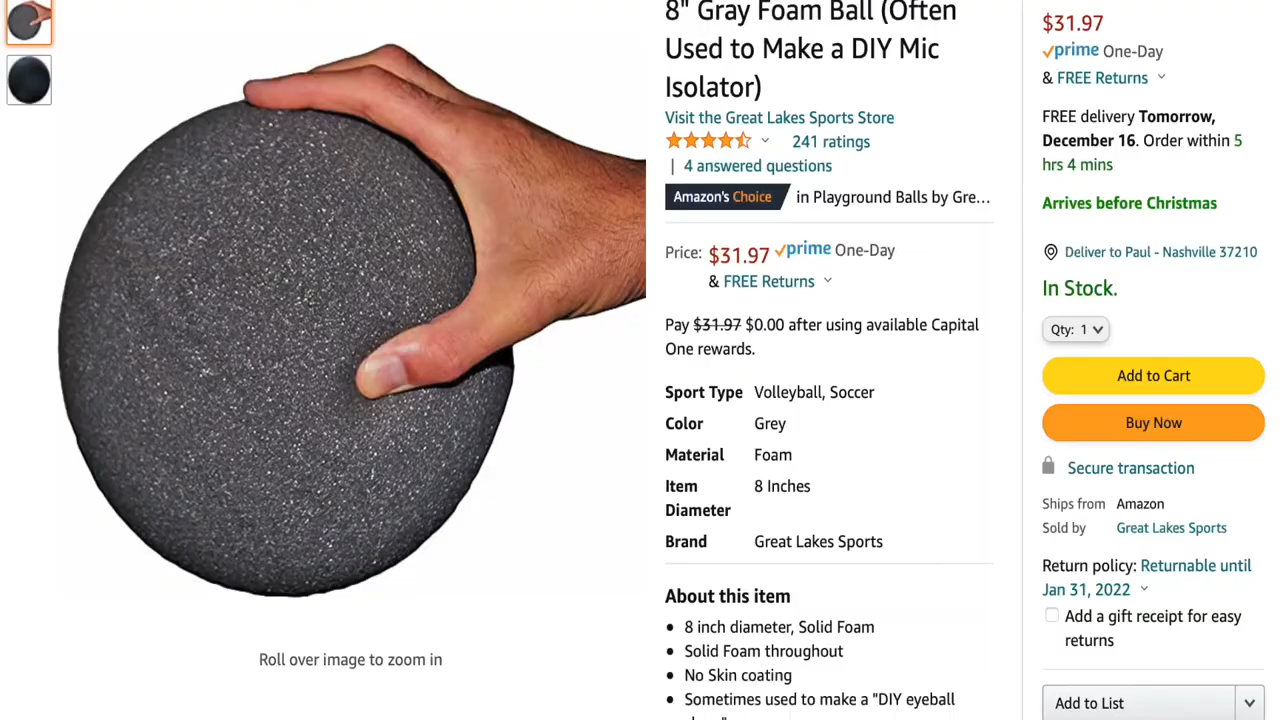 8" Gray Foam Ball (Often
Used to Make a DIY Mic
Isolator)
Visit the Great Lakes Sports Store
241 ratings
| 4 answered questions
Amazon's Choice in Playground Balls by Gre...
Price: $31.97 prime One-Day
& FREE Returns
Pay $31.97 $0.00 after using available Capital
One rewards.
Sport Type Volleyball, Soccer
Color Grey
Material Foam
Item
Diameter
8 Inches
Brand Great Lakes Sports
About this item
• 8 inch diameter, Solid Foam
• Solid Foam throughout
• No Skin coating
• Sometimes used to make a "DIY eyeball
Roll over image to zoom in
$31.97
prime One-Day
& FREE Returns
FREE delivery Tomorrow,
December 16. Order within 5
hrs 4 mins
Arrives before Christmas
Deliver to Paul - Nashville 37210
In Stock.
Qty: 1
Add to Cart
Buy Now
Secure transaction
Ships from Amazon
Sold by Great Lakes Sports
Return policy: Returnable until
Jan 31, 2022
Add a gift receipt for easy
returns
Add to List